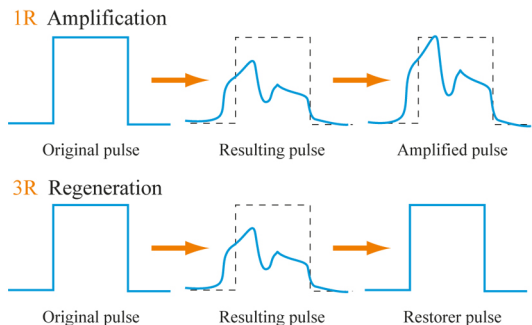 1R Amplification
Original pulse
Resulting pulse
Amplified pulse
3R Regeneration
Original pulse
Resulting pulse
Restorer pulse